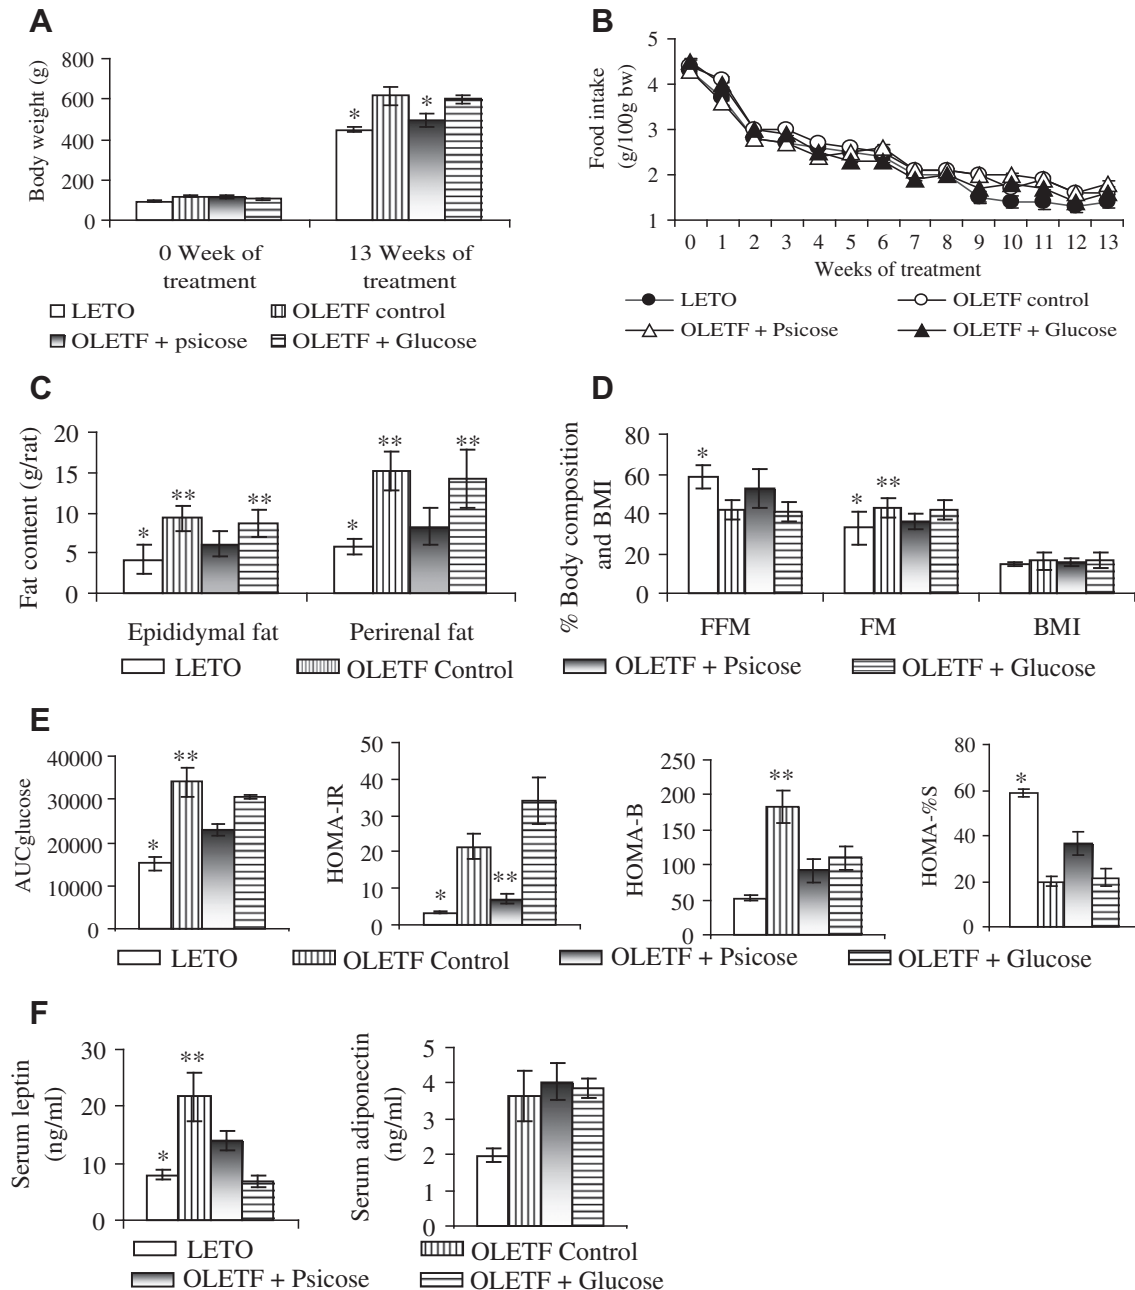 A
Body weight (g)
800
600
400
200
0
*
*
0 Week of
treatment
13 Weeks of
treatment
LETO
OLETF control
OLETF + psicose
OLETF + Glucose
B
Food intake
(g/100g bw)
5
4
3
2
1
0 1 2 3 4 5 6 7 8 9 10 11 12 13
Weeks of treatment
LETO
OLETF control
OLETF + Psicose
OLETF + Glucose
C
Fat content (g/rat)
20
15
10
5
0
*
**
**
*
**
**
Epididymal fat
Perirenal fat
D
% Body composition
and BMI
80
60
40
20
0
*
*
**
FFM
FM
BMI
LETO
OLETF Control
OLETF + Psicose
OLETF + Glucose
E
AUCglucose
40000
30000
20000
10000
0
*
**
HOMA-IR
50
40
30
20
10
0
*
**
HOMA-B
250
200
150
100
50
0
**
HOMA-%S
80
60
40
20
0
*
LETO
OLETF Control
OLETF + Psicose
OLETF + Glucose
F
Serum leptin
(ng/ml)
30
20
10
0
*
**
Serum adiponectin
(ng/ml)
5
4
3
2
1
0
LETO
OLETF Control
OLETF + Psicose
OLETF + Glucose